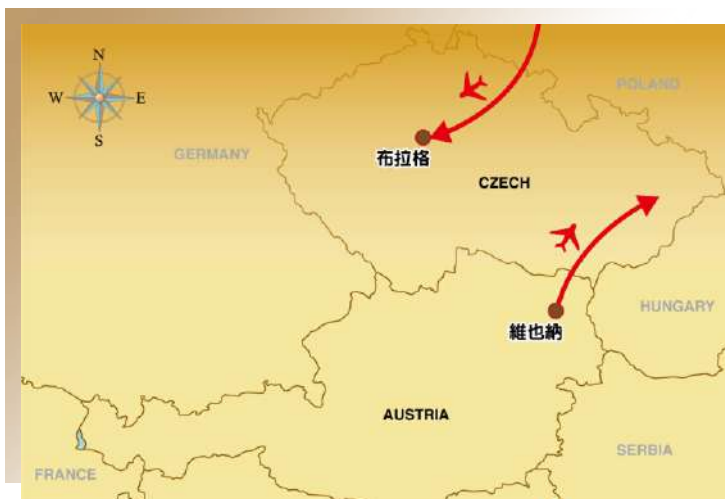 N
W E
S
POLAND
GERMANY
布拉格
CZECH
HUNGARY
維也納
AUSTRIA
SERBIA
FRANCE